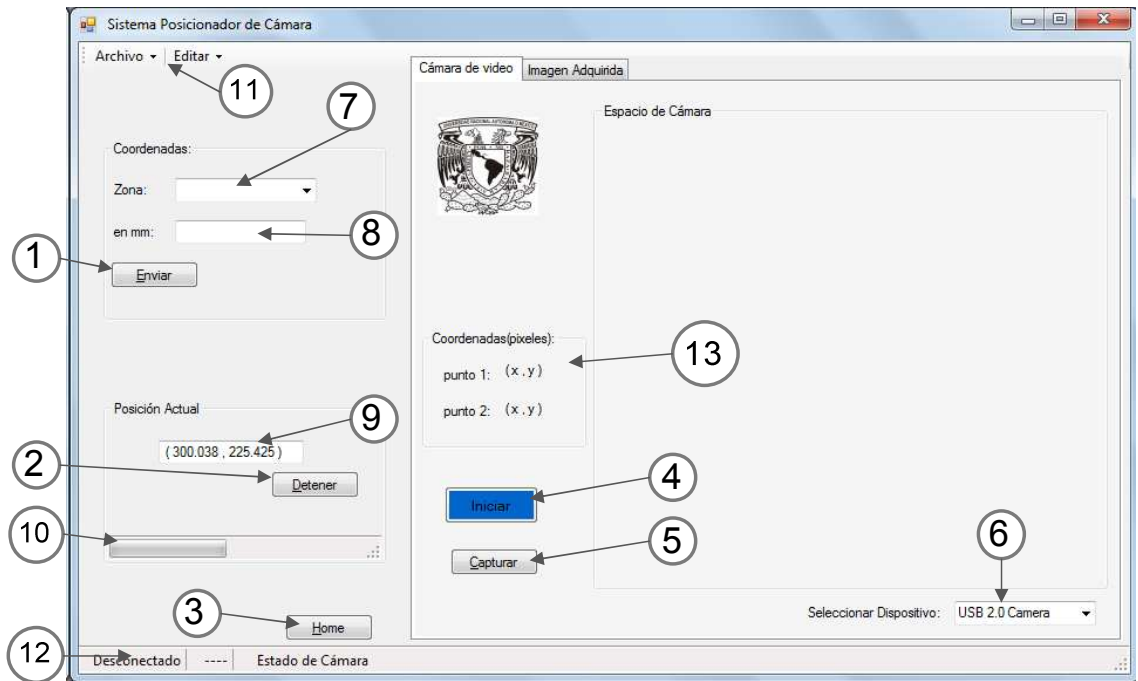 Sistema Posicionador de Cámara
Archivo
Editar
11
7
Cámara de video
Imagen Adquirida
Espacio de Cámara
Coordenadas:
Zona:
en mm:
8
1
Enviar
Coordenadas(pixeles):
punto 1: (x,y)
punto 2: (x,y)
13
Posición Actual
9
( 300.038 , 225.425 )
2
Detener
10
Iniciar
4
Capturar
5
6
Seleccionar Dispositivo:
USB 2.0 Camera
3
Home
12
Desconectado
----
Estado de Cámara